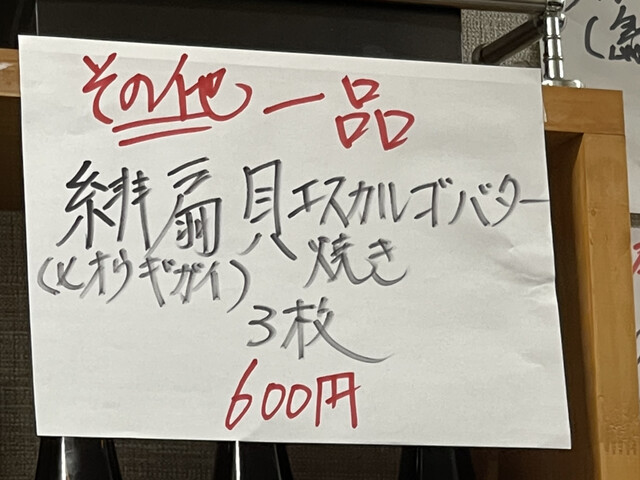 その他一品
緋扇貝エスカルゴバター
(ヒオウギガイ) 焼き
3枚
600円